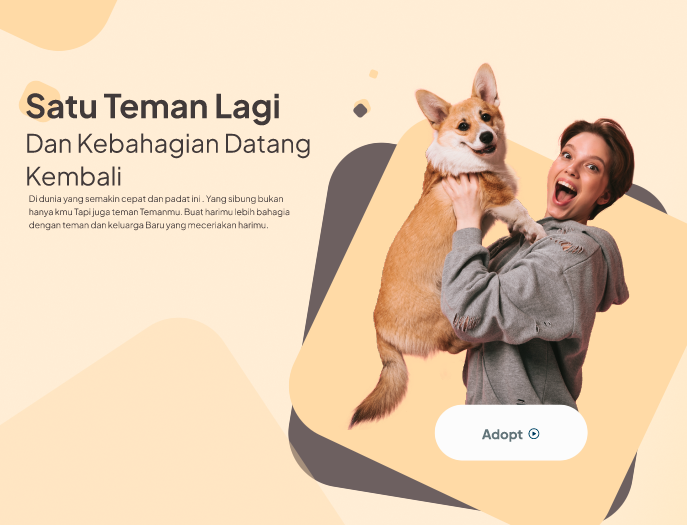 Satu Teman Lagi
Dan Kebahagian Datang
Kembali
Di dunia yang semakin cepat dan padat ini . Yang sibung bukan
hanya kmu Tapi juga teman Temanmu. Buat harimu lebih bahagia
dengan teman dan keluarga Baru yang meceriakan harimu.
Adopt